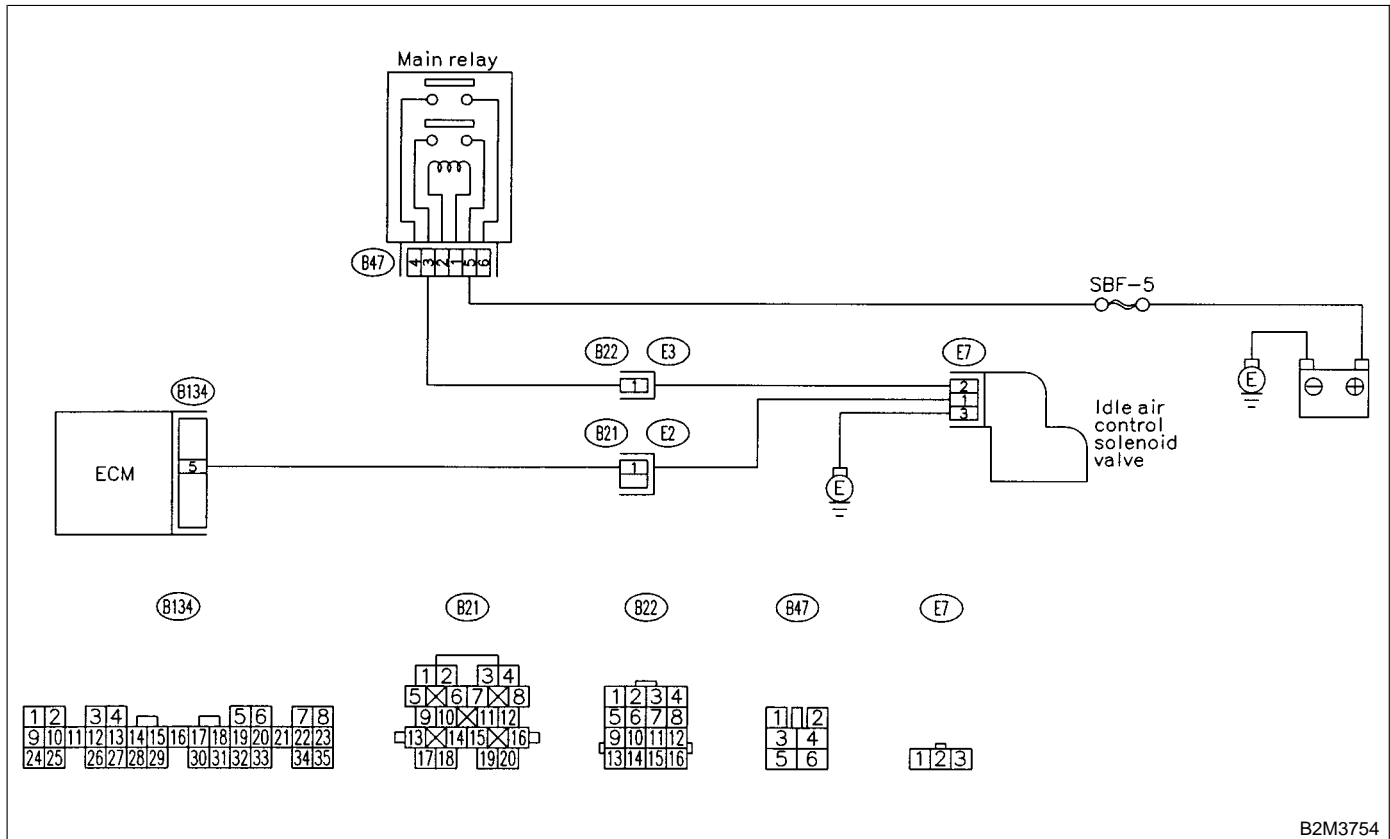 Main relay
B47
4 3 2 1 5 6
SBF-5
B22 E3
1
E7
2
1
3
E
⊖ ⊕
Idle air
control
solenoid
valve
B134
5
ECM
B21 E2
1
E
B134
1 2 3 4 5 6 7 8
9 10 11 12 13 14 15 16 17 18 19 20 21 22 23
24 25 26 27 28 29 30 31 32 33 34 35
B21
1 2 3 4
5 6 7 8
9 10 11 12
13 14 15 16
17 18 19 20
B22
1 2 3 4
5 6 7 8
9 10 11 12
13 14 15 16
B47
1 2
3 4
5 6
E7
1 2 3
B2M3754